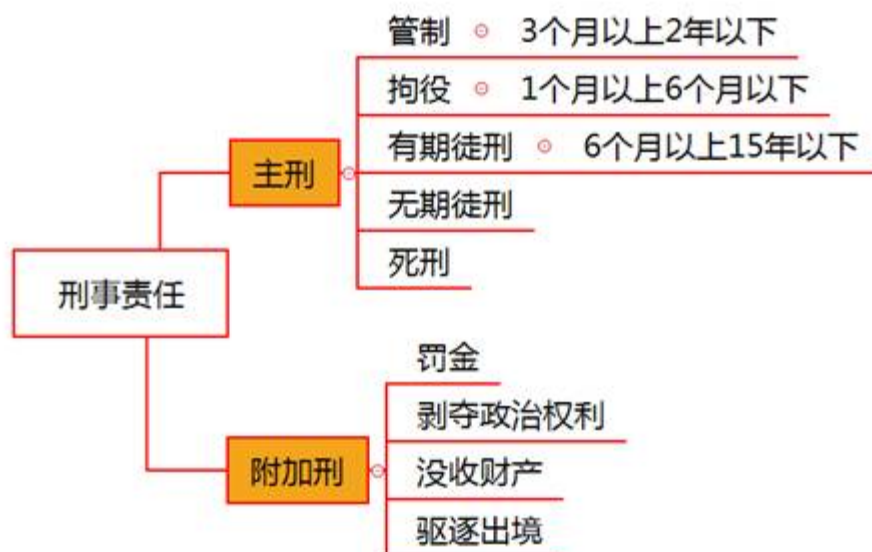 管制 3个月以上2年以下
拘役 1个月以上6个月以下
有期徒刑 6个月以上15年以下
主刑
无期徒刑
死刑
刑事责任
罚金
剥夺政治权利
附加刑
没收财产
驱逐出境